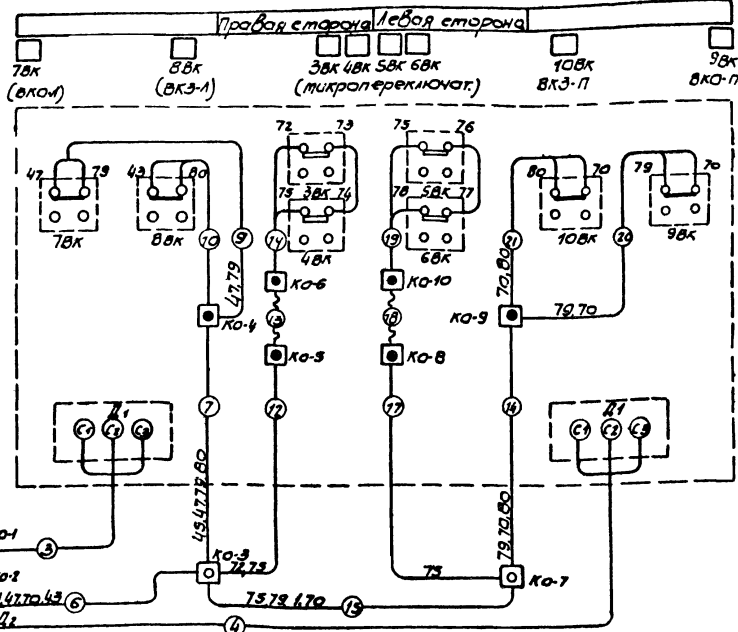 Правая сторона Левая сторона
7ВК 8ВК 3ВК 4ВК 5ВК 6ВК 10ВК 9ВК
(ВКО-Л) (ВКЗ-Л) (микропереключат.) ВКЗ-П ВКО-П
47 79 43 80 72 73 75 76 80 70 79 70
75 3ВК 74 78 5ВК 77
7ВК 8ВК 4ВК 6ВК 10ВК 9ВК
10 9 11 19 21 20
47,79 70,80
КО-6 КО-10
КО-4 13 18 КО-9 79,70
КО-5 КО-8
7 12 17 14
Д1 Д1
С1 С2 С3 С1 С2 С3
43,47,79,80 79,70,80
КО-1
3
КО-3 72,75 75 КО-7
КО-2
47,70,43 6
75,79,1,70 15
Д2 4